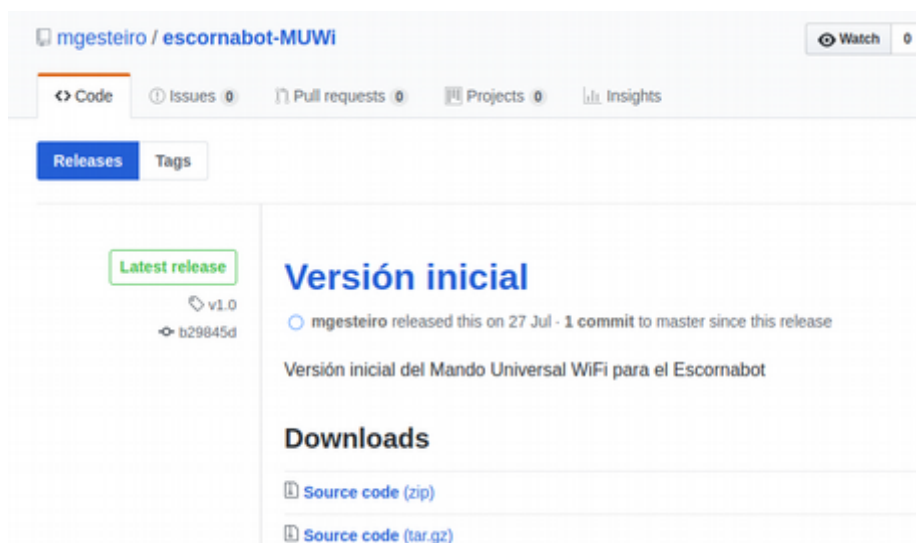 mgesteiro / escornabot-MUWi
Watch 0
Code Issues 0 Pull requests 0 Projects 0 Insights
Releases Tags
Latest release
v1.0
b29845d
Versión inicial
mgesteiro released this on 27 Jul · 1 commit to master since this release
Versión inicial del Mando Universal WiFi para el Escornabot
Downloads
Source code (zip)
Source code (tar.gz)